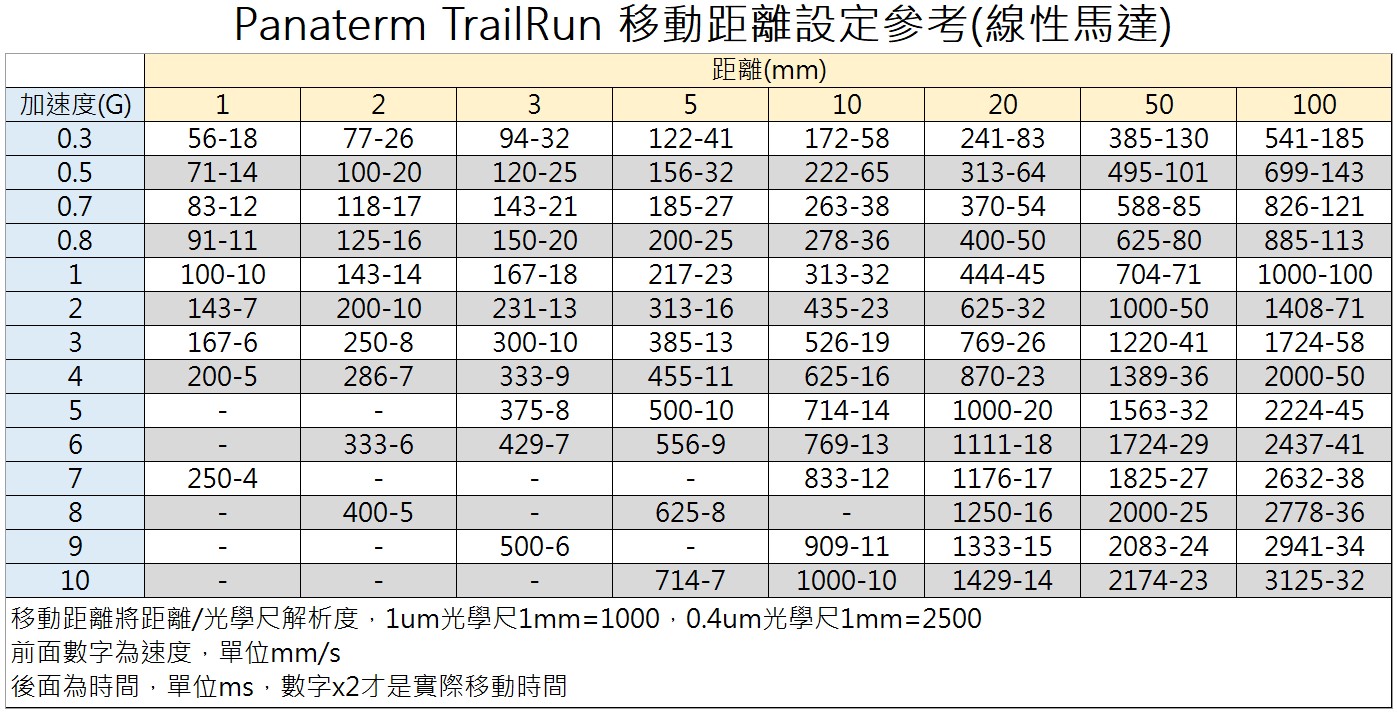 Panaterm TrailRun 移動距離設定參考(線性馬達)
距離(mm)
加速度(G) 1 2 3 5 10 20 50 100
0.3 56-18 77-26 94-32 122-41 172-58 241-83 385-130 541-185
0.5 71-14 100-20 120-25 156-32 222-65 313-64 495-101 699-143
0.7 83-12 118-17 143-21 185-27 263-38 370-54 588-85 826-121
0.8 91-11 125-16 150-20 200-25 278-36 400-50 625-80 885-113
1 100-10 143-14 167-18 217-23 313-32 444-45 704-71 1000-100
2 143-7 200-10 231-13 313-16 435-23 625-32 1000-50 1408-71
3 167-6 250-8 300-10 385-13 526-19 769-26 1220-41 1724-58
4 200-5 286-7 333-9 455-11 625-16 870-23 1389-36 2000-50
5 - - 375-8 500-10 714-14 1000-20 1563-32 2224-45
6 - 333-6 429-7 556-9 769-13 1111-18 1724-29 2437-41
7 250-4 - - - 833-12 1176-17 1825-27 2632-38
8 - 400-5 - 625-8 - 1250-16 2000-25 2778-36
9 - - 500-6 - 909-11 1333-15 2083-24 2941-34
10 - - - 714-7 1000-10 1429-14 2174-23 3125-32
移動距離將距離/光學尺解析度，1um光學尺1mm=1000，0.4um光學尺1mm=2500
前面數字為速度，單位mm/s
後面為時間，單位ms，數字x2才是實際移動時間